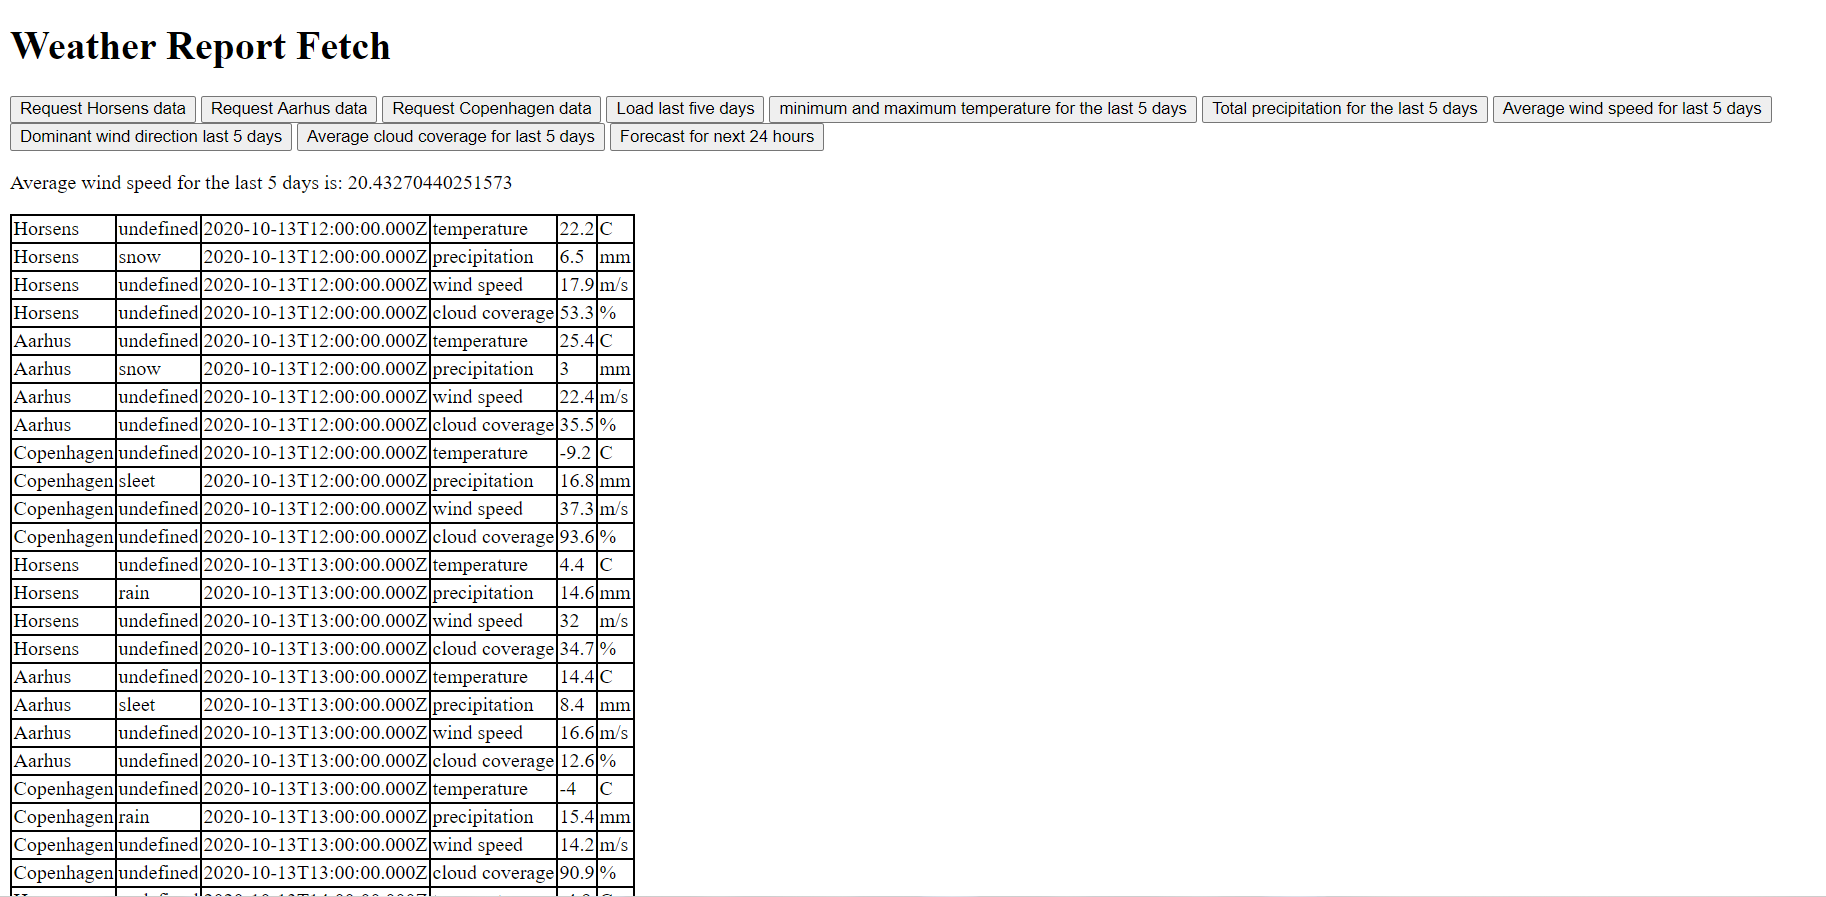 Weather Report Fetch
Request Horsens data Request Aarhus data Request Copenhagen data Load last five days minimum and maximum temperature for the last 5 days Total precipitation for the last 5 days Average wind speed for last 5 days
Dominant wind direction last 5 days Average cloud coverage for last 5 days Forecast for next 24 hours
Average wind speed for the last 5 days is: 20.43270440251573
Horsens undefined 2020-10-13T12:00:00.000Z temperature 22.2 C
Horsens snow 2020-10-13T12:00:00.000Z precipitation 6.5 mm
Horsens undefined 2020-10-13T12:00:00.000Z wind speed 17.9 m/s
Horsens undefined 2020-10-13T12:00:00.000Z cloud coverage 53.3 %
Aarhus undefined 2020-10-13T12:00:00.000Z temperature 25.4 C
Aarhus snow 2020-10-13T12:00:00.000Z precipitation 3 mm
Aarhus undefined 2020-10-13T12:00:00.000Z wind speed 22.4 m/s
Aarhus undefined 2020-10-13T12:00:00.000Z cloud coverage 35.5 %
Copenhagen undefined 2020-10-13T12:00:00.000Z temperature -9.2 C
Copenhagen sleet 2020-10-13T12:00:00.000Z precipitation 16.8 mm
Copenhagen undefined 2020-10-13T12:00:00.000Z wind speed 37.3 m/s
Copenhagen undefined 2020-10-13T12:00:00.000Z cloud coverage 93.6 %
Horsens undefined 2020-10-13T13:00:00.000Z temperature 4.4 C
Horsens rain 2020-10-13T13:00:00.000Z precipitation 14.6 mm
Horsens undefined 2020-10-13T13:00:00.000Z wind speed 32 m/s
Horsens undefined 2020-10-13T13:00:00.000Z cloud coverage 34.7 %
Aarhus undefined 2020-10-13T13:00:00.000Z temperature 14.4 C
Aarhus sleet 2020-10-13T13:00:00.000Z precipitation 8.4 mm
Aarhus undefined 2020-10-13T13:00:00.000Z wind speed 16.6 m/s
Aarhus undefined 2020-10-13T13:00:00.000Z cloud coverage 12.6 %
Copenhagen undefined 2020-10-13T13:00:00.000Z temperature -4 C
Copenhagen rain 2020-10-13T13:00:00.000Z precipitation 15.4 mm
Copenhagen undefined 2020-10-13T13:00:00.000Z wind speed 14.2 m/s
Copenhagen undefined 2020-10-13T13:00:00.000Z cloud coverage 90.9 %